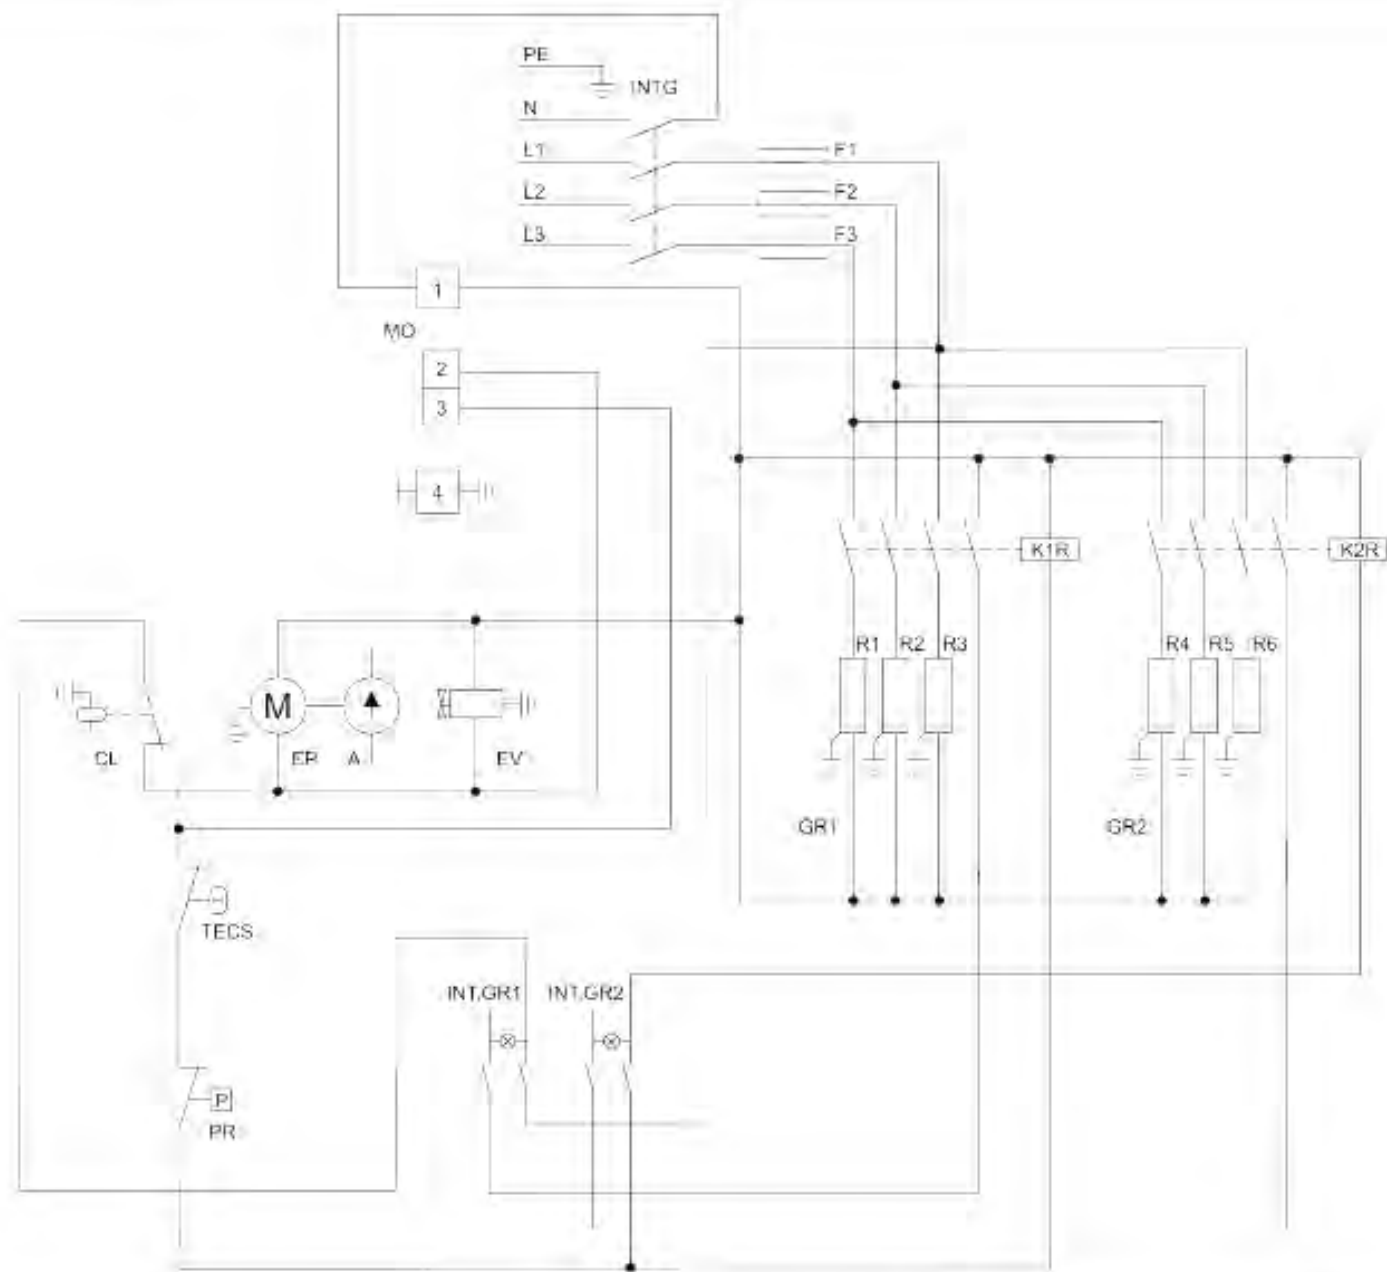 PE
INTG
N
L1 F1
L2 F2
L3 F3
1
MO
2
3
4
K1R K2R
R1 R2 R3 R4 R5 R6
M
CL EP A EV
GR1 GR2
TECS
INT.GR1 INT.GR2
P
PR